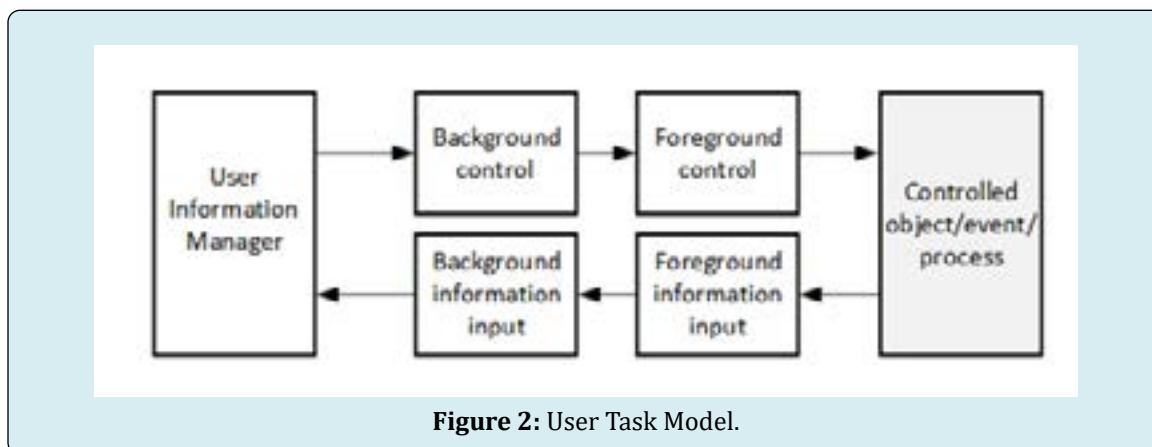 User
Information
Manager
Background
control
Foreground
control
Controlled
object/event/
process
Background
information
input
Foreground
information
input
Figure 2: User Task Model.